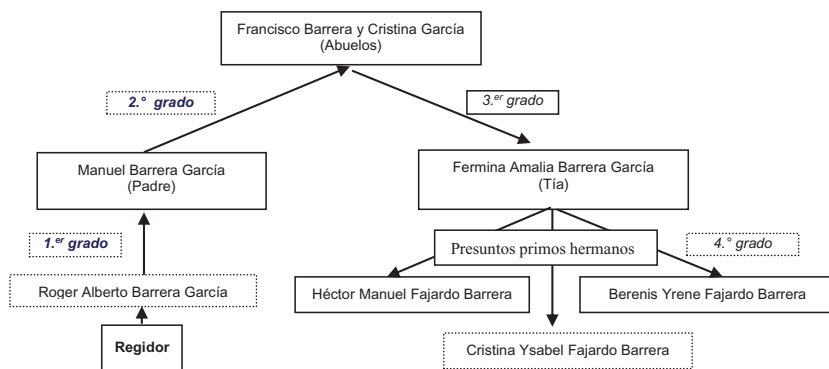 Francisco Barrera y Cristina García
(Abuelos)
2.° grado
3.er grado
Manuel Barrera García
(Padre)
Fermina Amalia Barrera García
(Tía)
1.er grado
Presuntos primos hermanos
4.° grado
Roger Alberto Barrera García
Héctor Manuel Fajardo Barrera
Berenis Yrene Fajardo Barrera
Regidor
Cristina Ysabel Fajardo Barrera